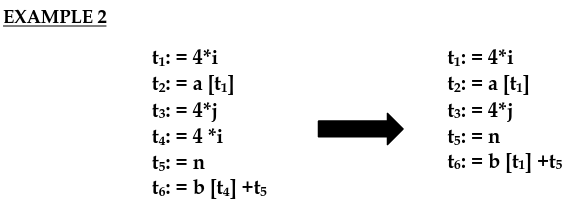 EXAMPLE 2
t₁: = 4*i
t₂: = a [t₁]
t₃: = 4*j
t₄: = 4 *i
t₅: = n
t₆: = b [t₄] +t₅
t₁: = 4*i
t₂: = a [t₁]
t₃: = 4*j
t₅: = n
t₆: = b [t₁] +t₅